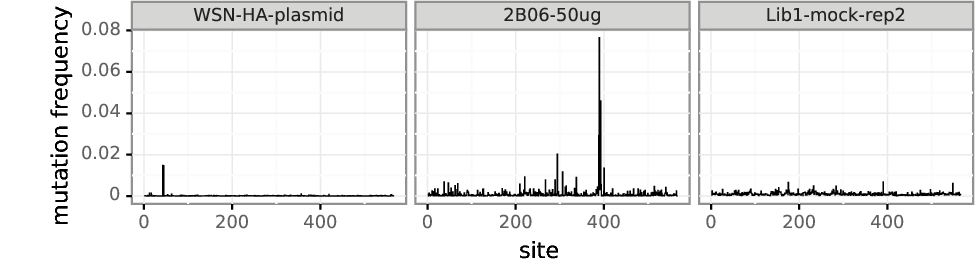 WSN-HA-plasmid 2B06-50ug Lib1-mock-rep2
mutation frequency
0.08
0.06
0.04
0.02
0
0 200 400 0 200 400 0 200 400
site